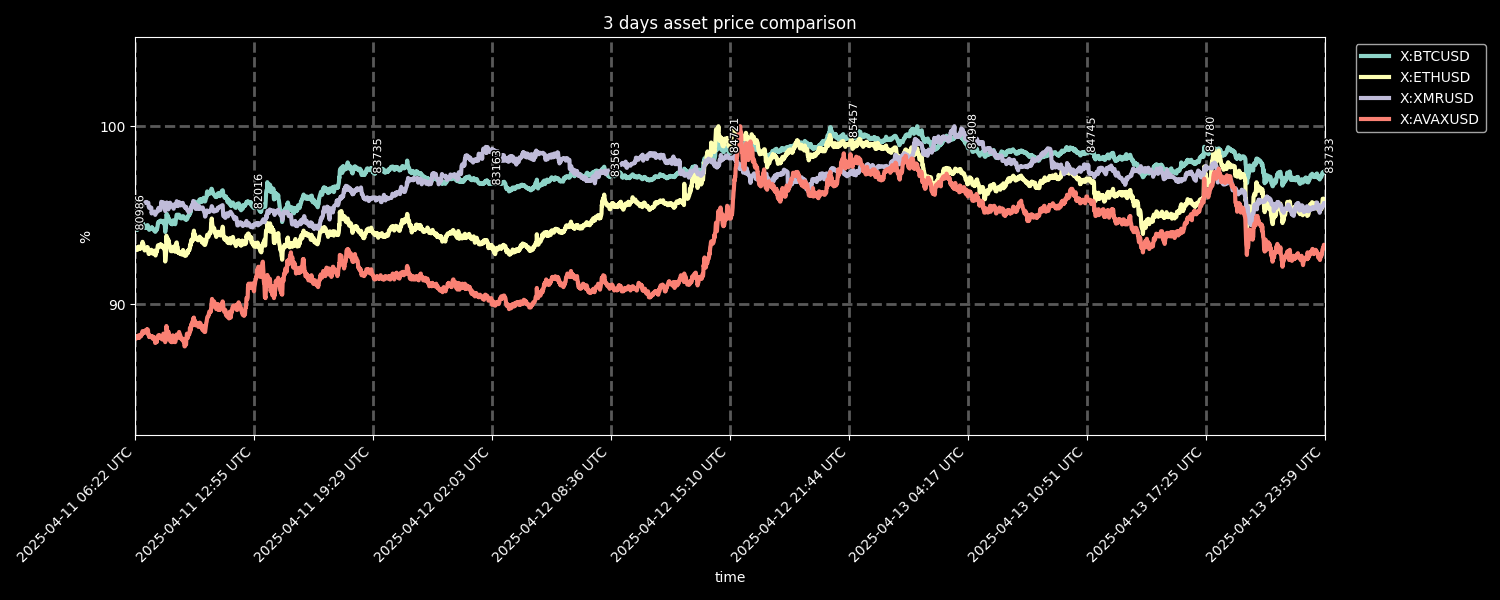 3 days asset price comparison
X:BTCUSD
X:ETHUSD
X:XMRUSD
X:AVAXUSD
100
90
%
80986
82016
83735
83163
83563
84721
85457
84908
84745
84780
87333
2025-04-11 06:22 UTC
2025-04-11 12:55 UTC
2025-04-11 19:29 UTC
2025-04-12 02:03 UTC
2025-04-12 08:36 UTC
2025-04-12 15:10 UTC
2025-04-12 21:44 UTC
2025-04-13 04:17 UTC
2025-04-13 10:51 UTC
2025-04-13 17:25 UTC
2025-04-13 23:59 UTC
time